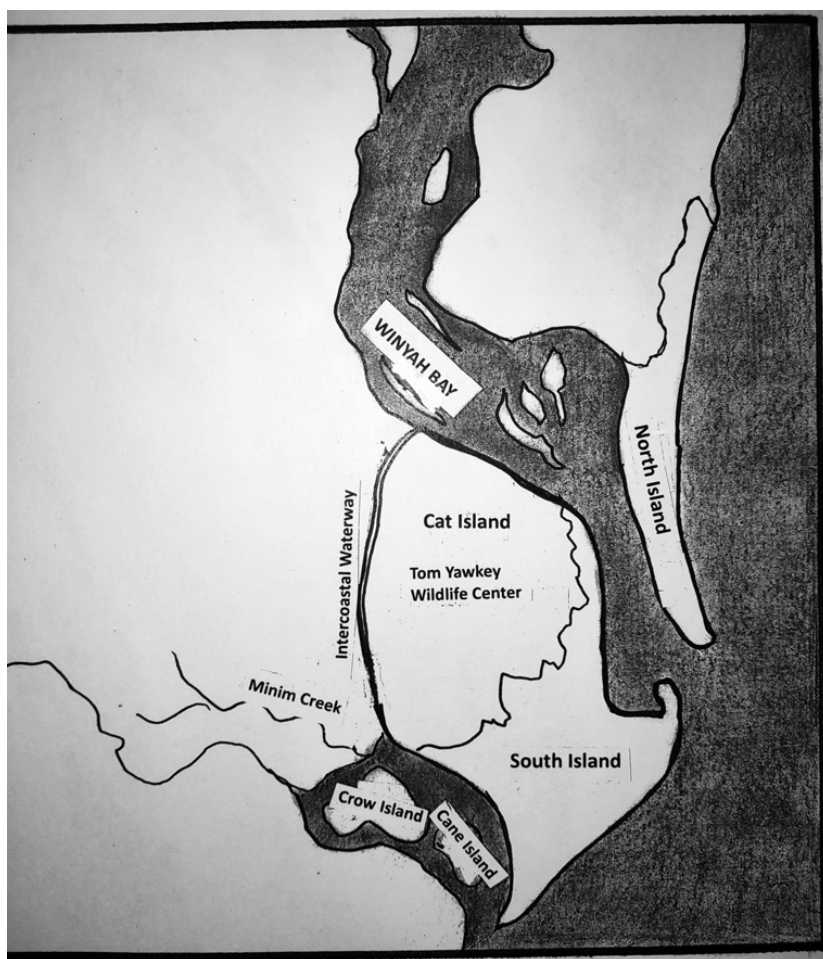 WINYAH BAY
North Island
Cat Island
Tom Yawkey
Wildlife Center
Intercoastal Waterway
Minim Creek
South Island
Crow Island
Cane Island